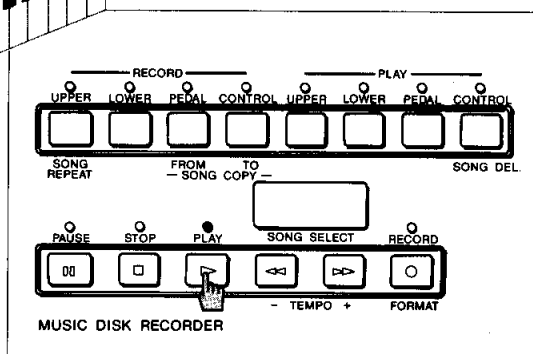 RECORD PLAY
UPPER LOWER PEDAL CONTROL UPPER LOWER PEDAL CONTROL
SONG REPEAT
FROM TO
SONG COPY
SONG DEL.
PAUSE STOP PLAY SONG SELECT RECORD
- TEMPO + FORMAT
MUSIC DISK RECORDER